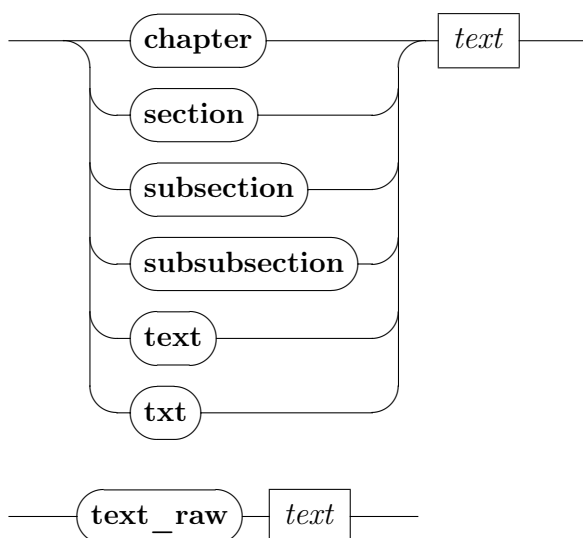 chapter text
section
subsection
subsubsection
text
txt
text_raw text